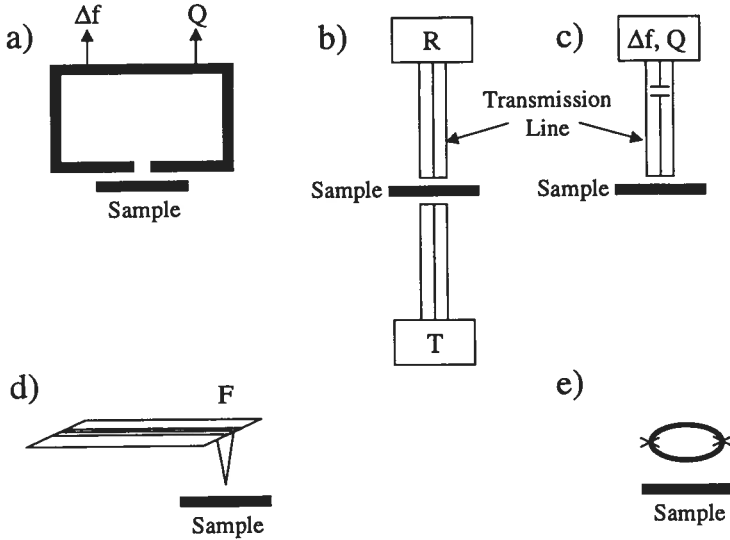 a)
Δf
Q
Sample
b)
R
Transmission
Line
Sample
T
c)
Δf, Q
Sample
d)
F
Sample
e)
Sample